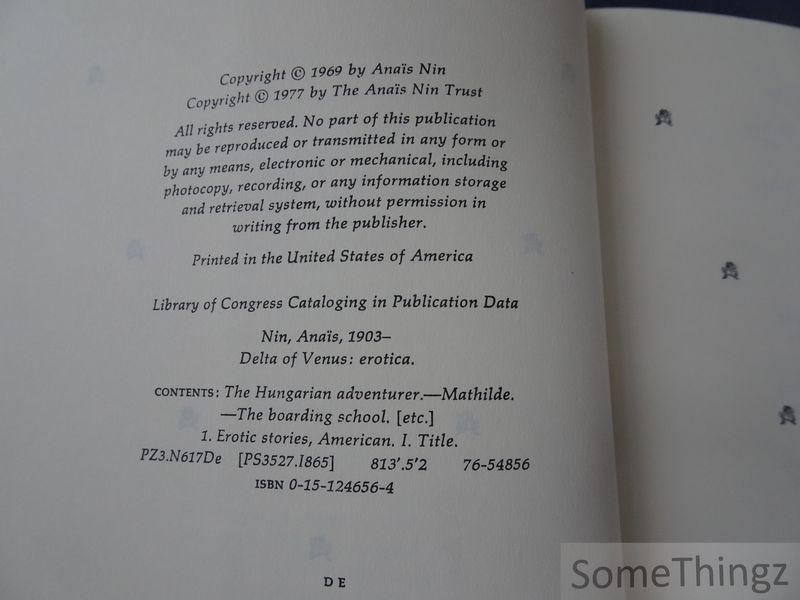 Copyright © 1969 by Anaïs Nin
Copyright © 1977 by The Anaïs Nin Trust
All rights reserved. No part of this publication
may be reproduced or transmitted in any form or
by any means, electronic or mechanical, including
photocopy, recording, or any information storage
and retrieval system, without permission in
writing from the publisher.
Printed in the United States of America
Library of Congress Cataloging in Publication Data
Nin, Anaïs, 1903–
Delta of Venus: erotica.
CONTENTS: The Hungarian adventurer.—Mathilde.
—The boarding school. [etc.]
1. Erotic stories, American. I. Title.
PZ3.N617De [PS3527.I865] 813'.5'2 76-54856
ISBN 0-15-124656-4
D E
SomeThingz